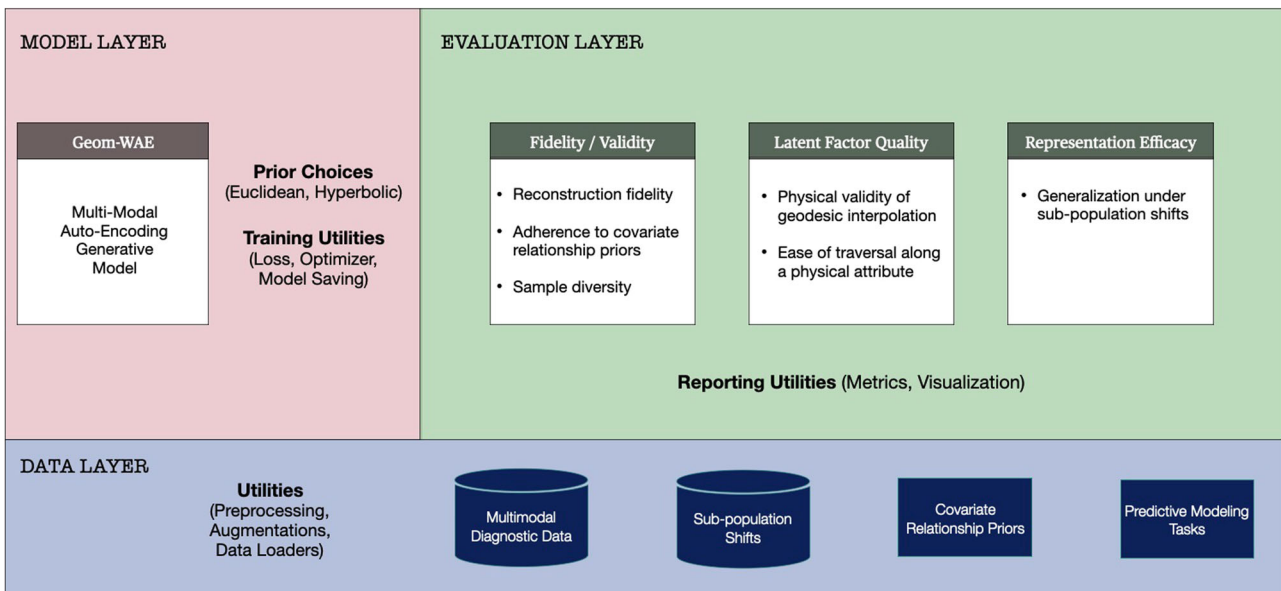 MODEL LAYER
Geom-WAE
Multi-Modal
Auto-Encoding
Generative
Model
Prior Choices
(Euclidean, Hyperbolic)
Training Utilities
(Loss, Optimizer,
Model Saving)
EVALUATION LAYER
Fidelity / Validity
• Reconstruction fidelity
• Adherence to covariate
relationship priors
• Sample diversity
Latent Factor Quality
• Physical validity of
geodesic interpolation
• Ease of traversal along
a physical attribute
Representation Efficacy
• Generalization under
sub-population shifts
Reporting Utilities (Metrics, Visualization)
DATA LAYER
Utilities
(Preprocessing,
Augmentations,
Data Loaders)
Multimodal
Diagnostic Data
Sub-population
Shifts
Covariate
Relationship Priors
Predictive Modeling
Tasks